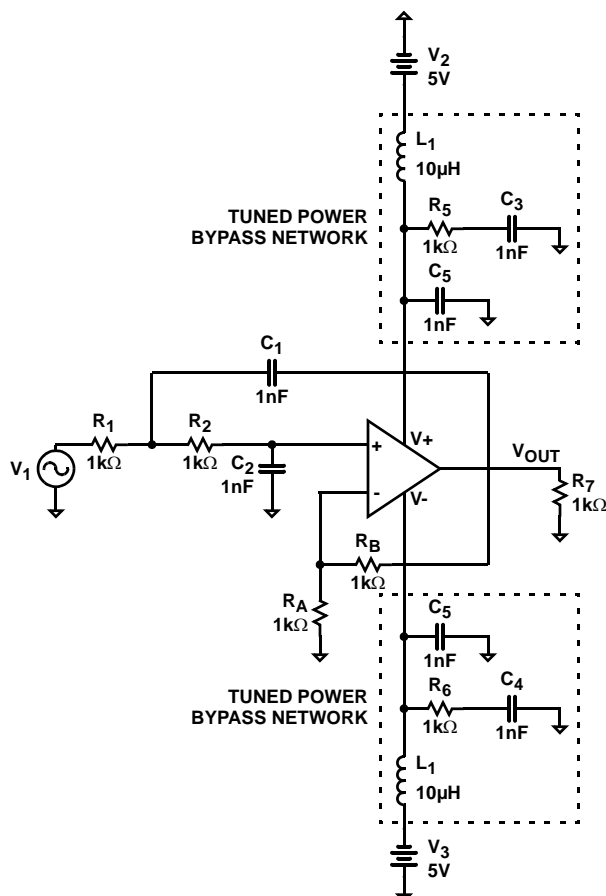 V2
5V
L1
10µH
TUNED POWER
BYPASS NETWORK
R5
1kΩ
C3
1nF
C5
1nF
C1
1nF
R1
1kΩ
R2
1kΩ
C2
1nF
V1
+
-
V+
V-
VOUT
R7
1kΩ
RB
1kΩ
RA
1kΩ
C5
1nF
TUNED POWER
BYPASS NETWORK
R6
1kΩ
C4
1nF
L1
10µH
V3
5V